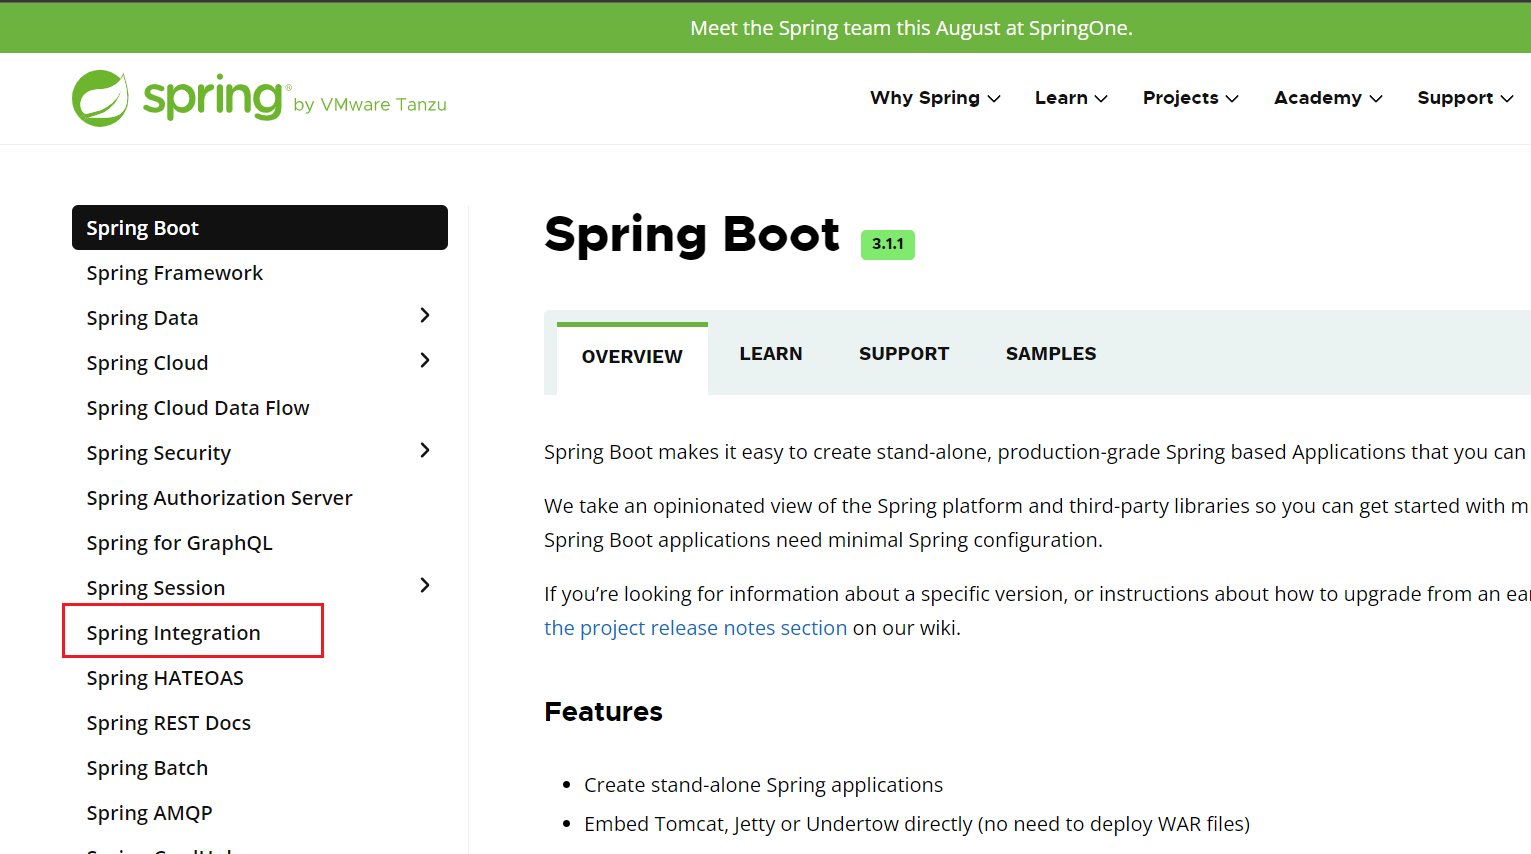 Meet the Spring team this August at SpringOne.
spring® by VMware Tanzu
Why Spring Learn Projects Academy Support
Spring Boot
Spring Framework
Spring Data
Spring Cloud
Spring Cloud Data Flow
Spring Security
Spring Authorization Server
Spring for GraphQL
Spring Session
Spring Integration
Spring HATEOAS
Spring REST Docs
Spring Batch
Spring AMQP
Spring Boot 3.1.1
OVERVIEW LEARN SUPPORT SAMPLES
Spring Boot makes it easy to create stand-alone, production-grade Spring based Applications that you can
We take an opinionated view of the Spring platform and third-party libraries so you can get started with m
Spring Boot applications need minimal Spring configuration.
If you’re looking for information about a specific version, or instructions about how to upgrade from an ear
the project release notes section on our wiki.
Features
• Create stand-alone Spring applications
• Embed Tomcat, Jetty or Undertow directly (no need to deploy WAR files)